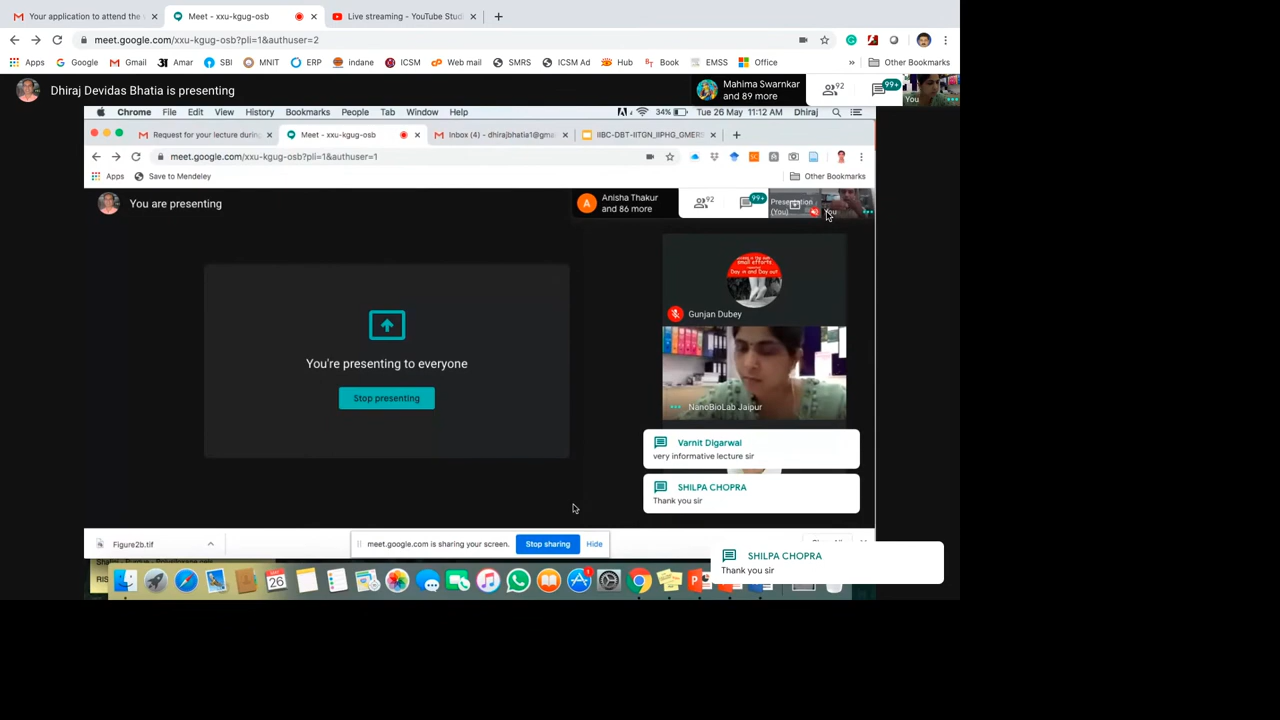 Your application to attend the
Meet - xxu-kgug-osb
Live streaming - YouTube Stud
meet.google.com/xxu-kgug-osb?pli=1&authuser=2
Apps Google Gmail Amar SBI MNIT ERP indane ICSM Web mail SMRS ICSM Ad Hub Book EMSS Office » Other Bookmarks
Dhiraj Devidas Bhatia is presenting
Mahima Swarnkar
and 89 more
92
99+
You
Chrome File Edit View History Bookmarks People Tab Window Help 34% Tue 26 May 11:12 AM Dhiraj
Request for your lecture during
Meet - xxu-kgug-osb
Inbox (4) - dhirajbhatia1@gma
IIBC-DBT-IITGN_IIPHG_GMERS
meet.google.com/xxu-kgug-osb?pli=1&authuser=1
Apps Save to Mendeley Other Bookmarks
You are presenting
Anisha Thakur
and 86 more
92
99+
Presentation
(You)
You
Gunjan Dubey
You're presenting to everyone
Stop presenting
NanoBioLab Jaipur
Varnit Digarwal
very informative lecture sir
SHILPA CHOPRA
Thank you sir
Figure2b.tif
meet.google.com is sharing your screen. Stop sharing Hide
SHILPA CHOPRA
Thank you sir
26